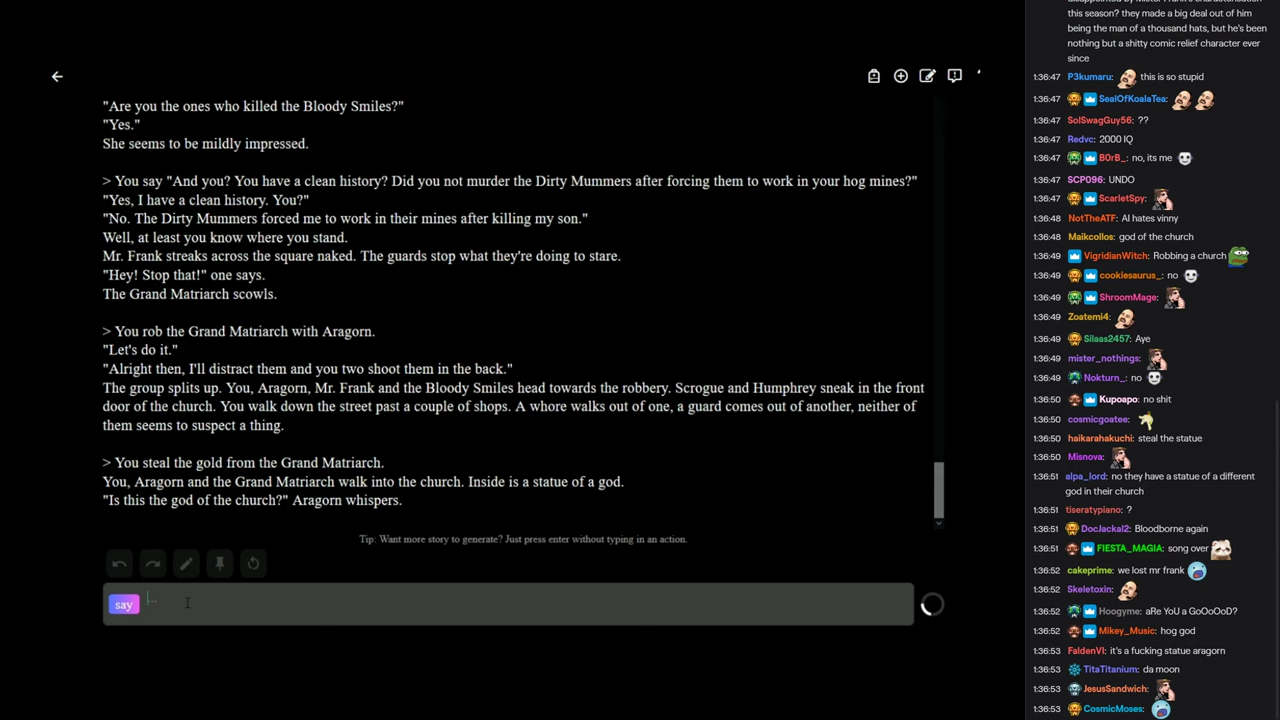 "Are you the ones who killed the Bloody Smiles?"
"Yes."
She seems to be mildly impressed.
> You say "And you? You have a clean history? Did you not murder the Dirty Mummers after forcing them to work in your hog mines?"
"Yes, I have a clean history. You?"
"No. The Dirty Mummers forced me to work in their mines after killing my son."
Well, at least you know where you stand.
Mr. Frank streaks across the square naked. The guards stop what they're doing to stare.
"Hey! Stop that!" one says.
The Grand Matriarch scowls.
> You rob the Grand Matriarch with Aragorn.
"Let's do it."
"Alright then, I'll distract them and you two shoot them in the back."
The group splits up. You, Aragorn, Mr. Frank and the Bloody Smiles head towards the robbery. Scrogue and Humphrey sneak in the front
door of the church. You walk down the street past a couple of shops. A whore walks out of one, a guard comes out of another, neither of
them seems to suspect a thing.
> You steal the gold from the Grand Matriarch.
You, Aragorn and the Grand Matriarch walk into the church. Inside is a statue of a god.
"Is this the god of the church?" Aragorn whispers.
Tip: Want more story to generate? Just press enter without typing in an action.
say ...
this season? they made a big deal out of him
being the man of a thousand hats, but he's been
nothing but a shitty comic relief character ever
since
1:36:47 P3kumaru: this is so stupid
1:36:47 SealOfKoalaTea:
1:36:47 SolSwagGuy56: ??
1:36:47 Redvc: 2000 IQ
1:36:47 B0rB_: no, its me
1:36:47 SCP096: UNDO
1:36:47 ScarletSpy:
1:36:48 NotTheATF: AI hates vinny
1:36:48 Maikcollos: god of the church
1:36:49 VigridianWitch: Robbing a church
1:36:49 cookiesaurus_: no
1:36:49 ShroomMage:
1:36:49 Zoatemi4:
1:36:49 Silaas2457: Aye
1:36:49 mister_nothings:
1:36:49 Nokturn_: no
1:36:50 Kupoapo: no shit
1:36:50 cosmicgoatee:
1:36:50 haikarahakuchi: steal the statue
1:36:50 Misnova:
1:36:51 alpa_lord: no they have a statue of a different
god in their church
1:36:51 tiseratypiano: ?
1:36:51 DocJackal2: Bloodborne again
1:36:51 FIESTA_MAGIA: song over
1:36:52 cakeprime: we lost mr frank
1:36:52 Skeletoxin:
1:36:52 Hoogyme: aRe YoU a GoOoOoD?
1:36:52 Mikey_Music: hog god
1:36:53 FaldenVI: it's a fucking statue aragorn
1:36:53 TitaTitanium: da moon
1:36:53 JesusSandwich:
1:36:53 CosmicMoses: